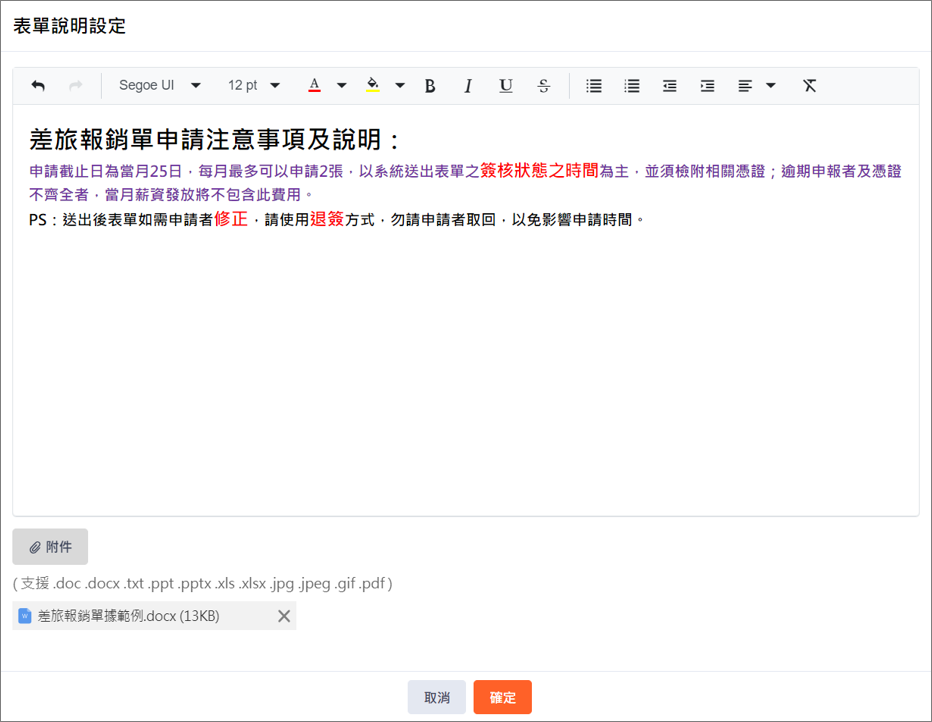 表單說明設定
Segoe UI 12 pt A B I U S
差旅報銷單申請注意事項及說明：
申請截止日為當月25日，每月最多可以申請2張，以系統送出表單之簽核狀態之時間為主，並須檢附相關憑證；逾期申報者及憑證
不齊全者，當月薪資發放將不包含此費用。
PS：送出後表單如需申請者修正，請使用退簽方式，勿請申請者取回，以免影響申請時間。
附件
( 支援 .doc .docx .txt .ppt .pptx .xls .xlsx .jpg .jpeg .gif .pdf )
差旅報銷單據範例.docx (13KB)
取消 確定